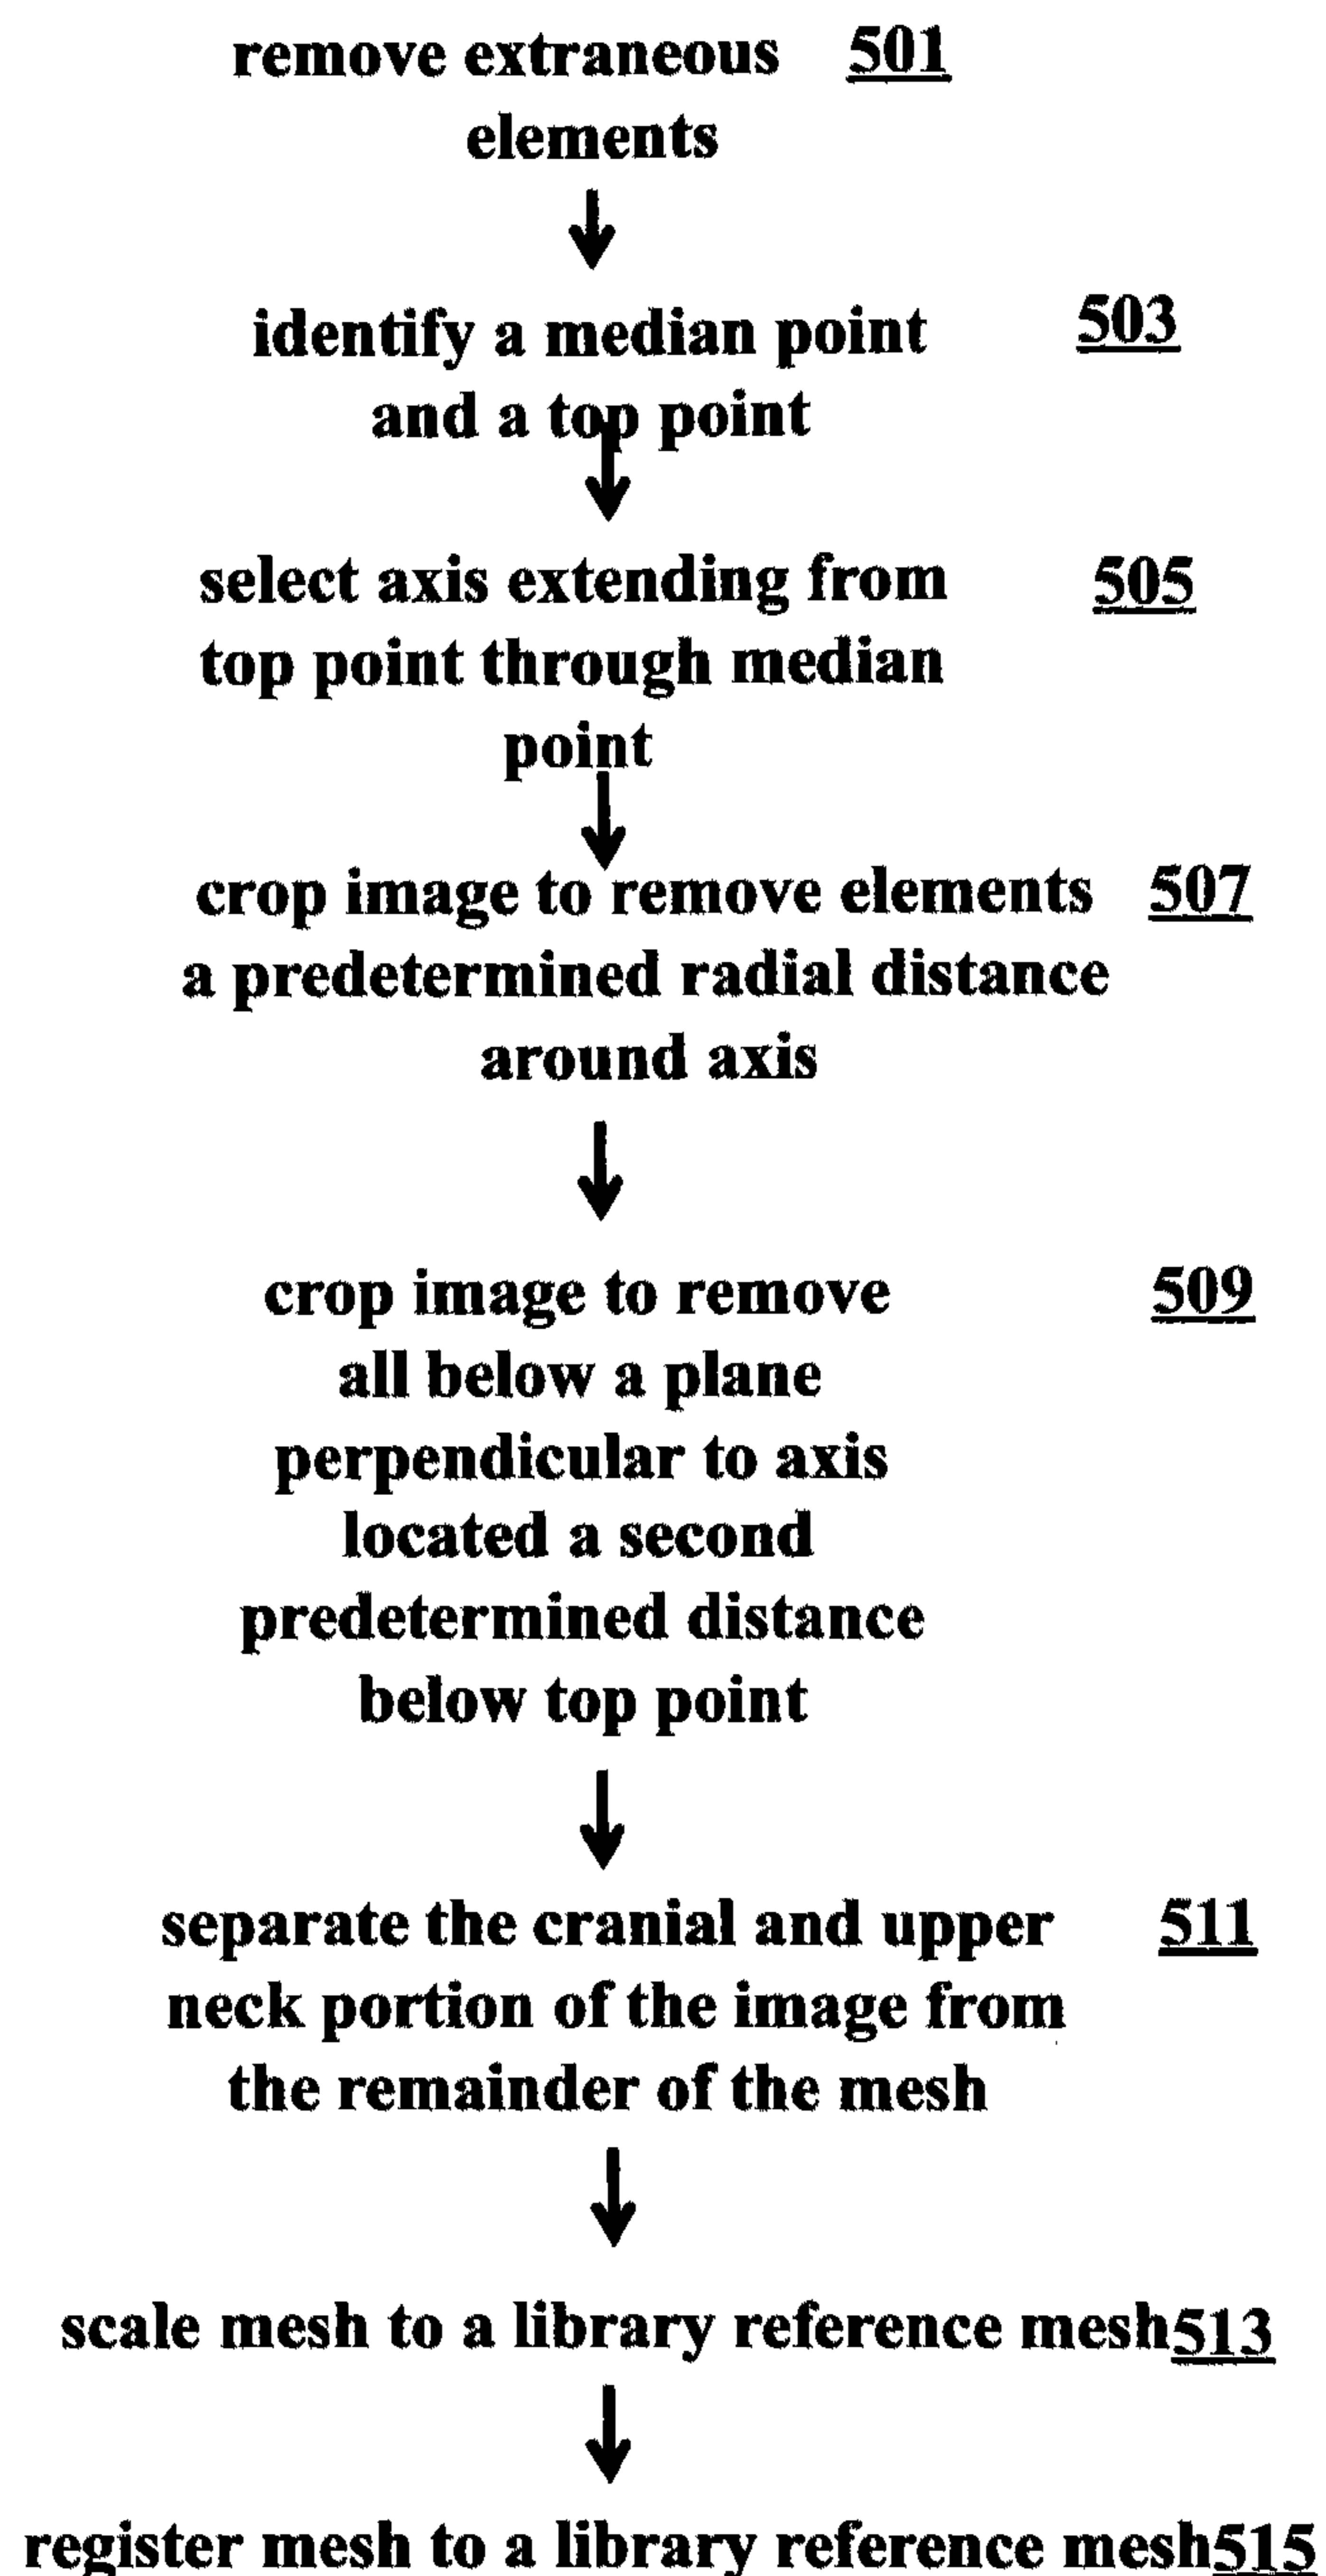 remove extraneous 501
elements
identify a median point 503
and a top point
select axis extending from 505
top point through median
point
crop image to remove elements 507
a predetermined radial distance
around axis
crop image to remove 509
all below a plane
perpendicular to axis
located a second
predetermined distance
below top point
separate the cranial and upper 511
neck portion of the image from
the remainder of the mesh
scale mesh to a library reference mesh513
register mesh to a library reference mesh515